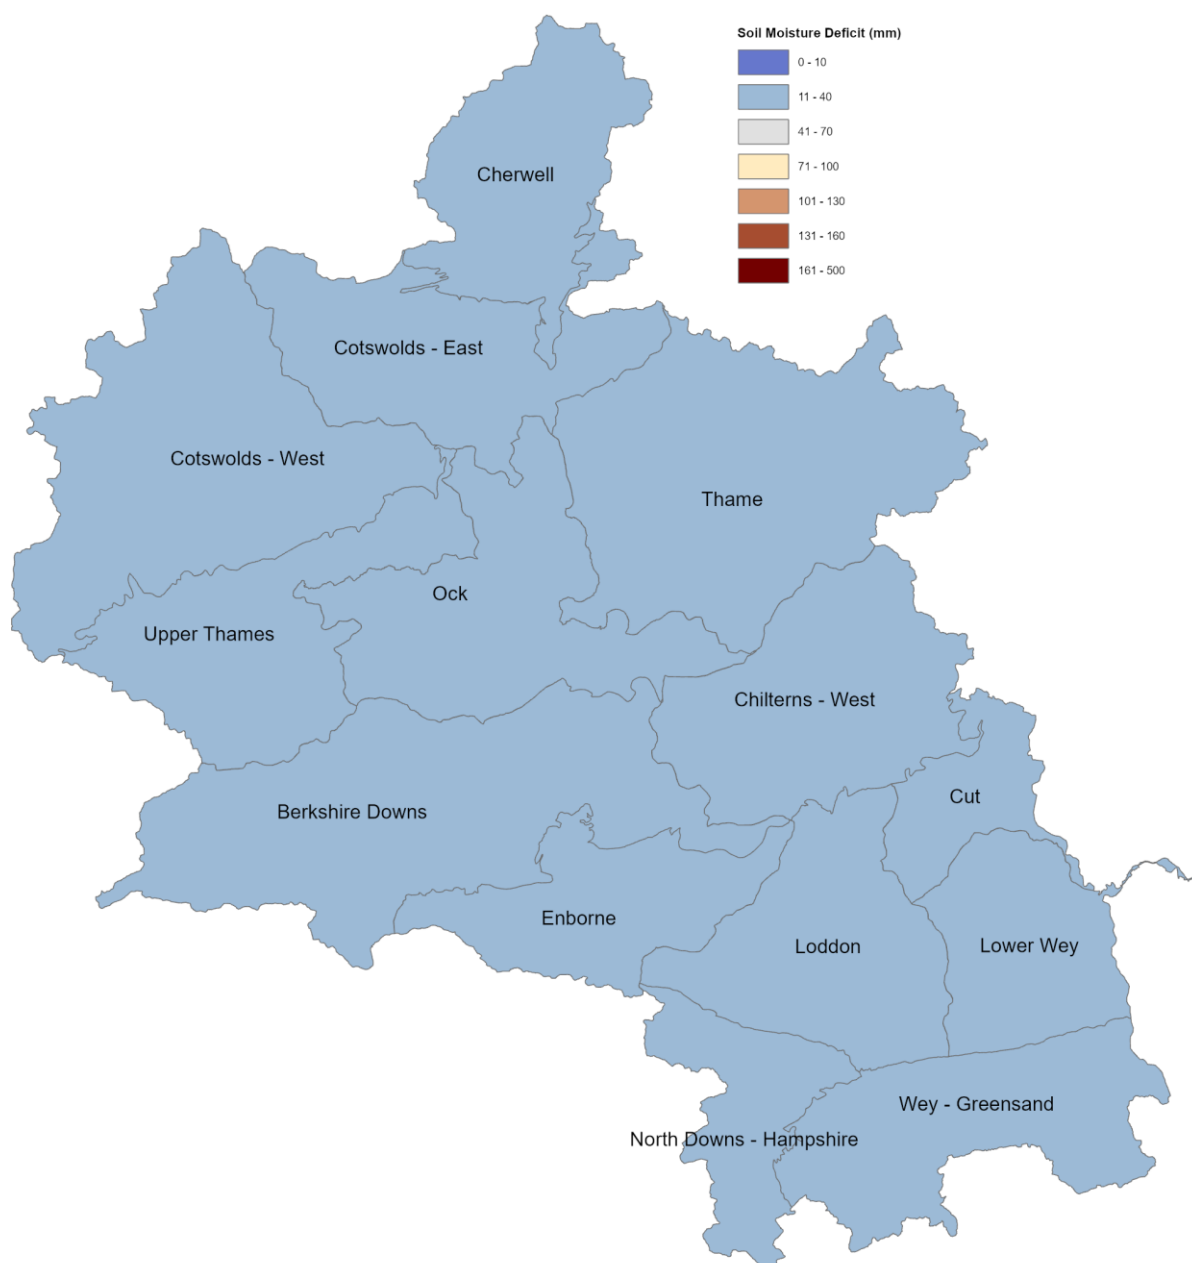 Soil Moisture Deficit (mm)
0 - 10
11 - 40
41 - 70
71 - 100
101 - 130
131 - 160
161 - 500
Cherwell
Cotswolds - East
Cotswolds - West
Thame
Ock
Upper Thames
Chilterns - West
Cut
Berkshire Downs
Enborne
Loddon
Lower Wey
Wey - Greensand
North Downs - Hampshire